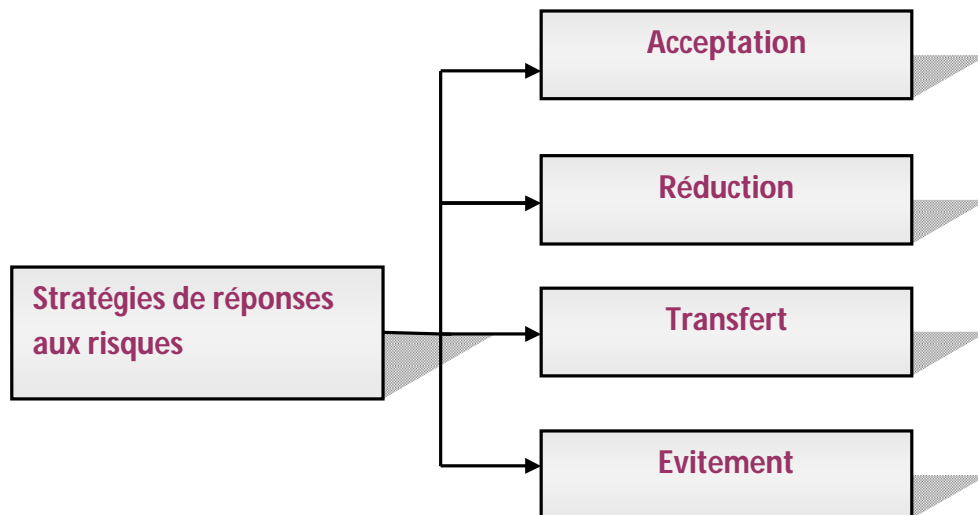 Acceptation
Réduction
Stratégies de réponses
aux risques
Transfert
Evitement